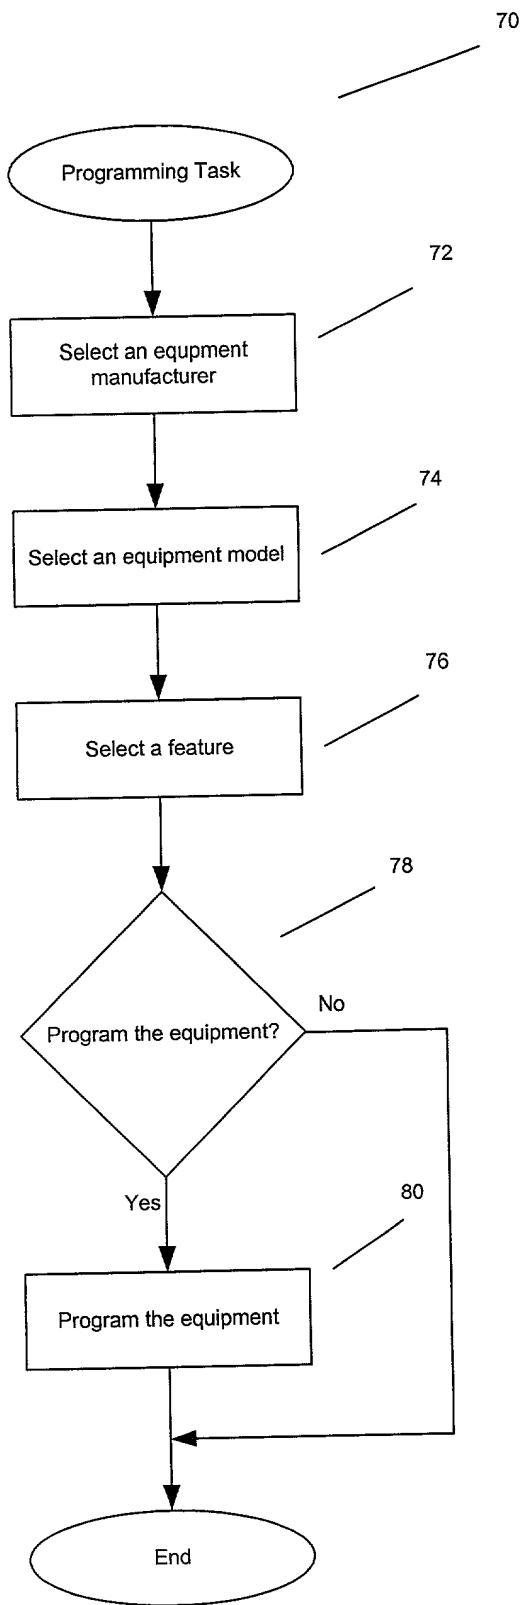 70
Programming Task
72
Select an equpment
manufacturer
74
Select an equipment model
76
Select a feature
78
No
Program the equipment?
Yes
80
Program the equipment
End